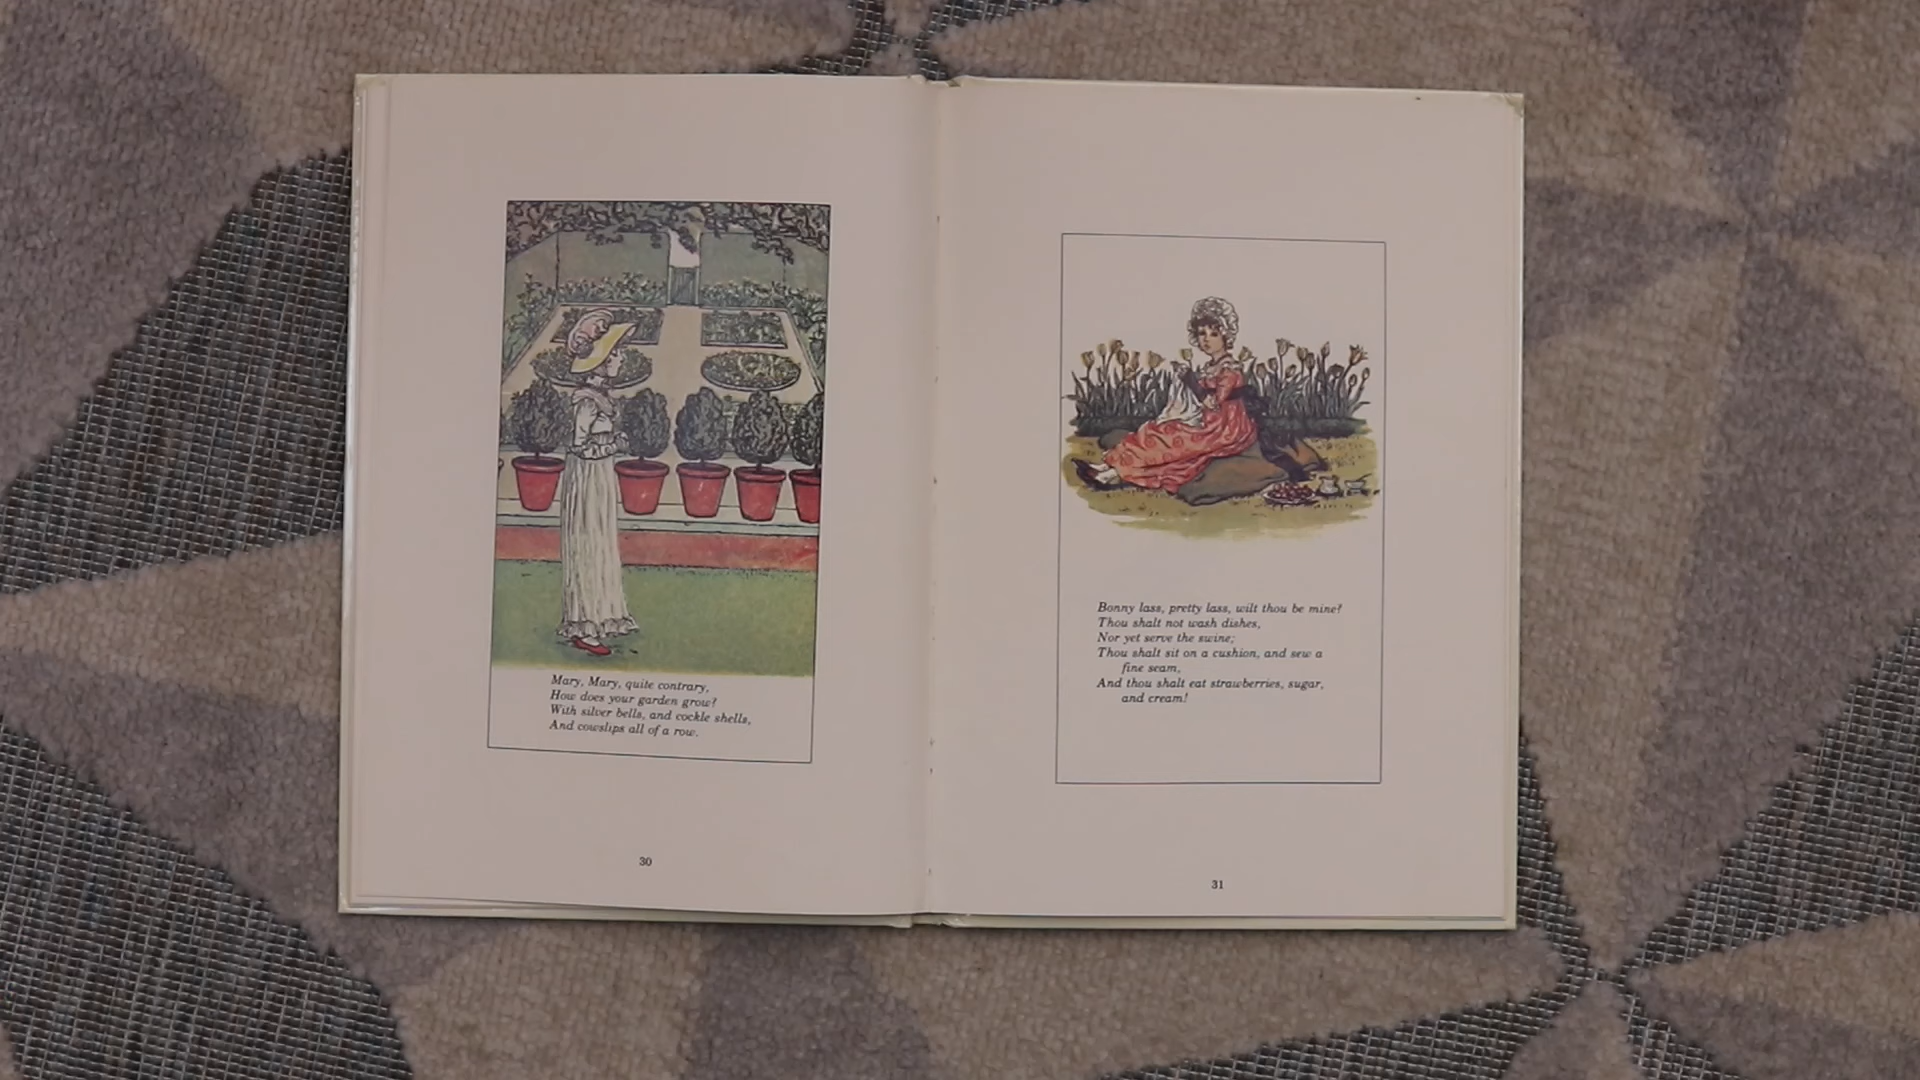 Mary, Mary, quite contrary,
How does your garden grow?
With silver bells, and cockle shells,
And cowslips all of a row.
30
Bonny lass, pretty lass, wilt thou be mine?
Thou shalt not wash dishes,
Nor yet serve the swine;
Thou shalt sit on a cushion, and sew a
fine seam,
And thou shalt eat strawberries, sugar,
and cream!
31